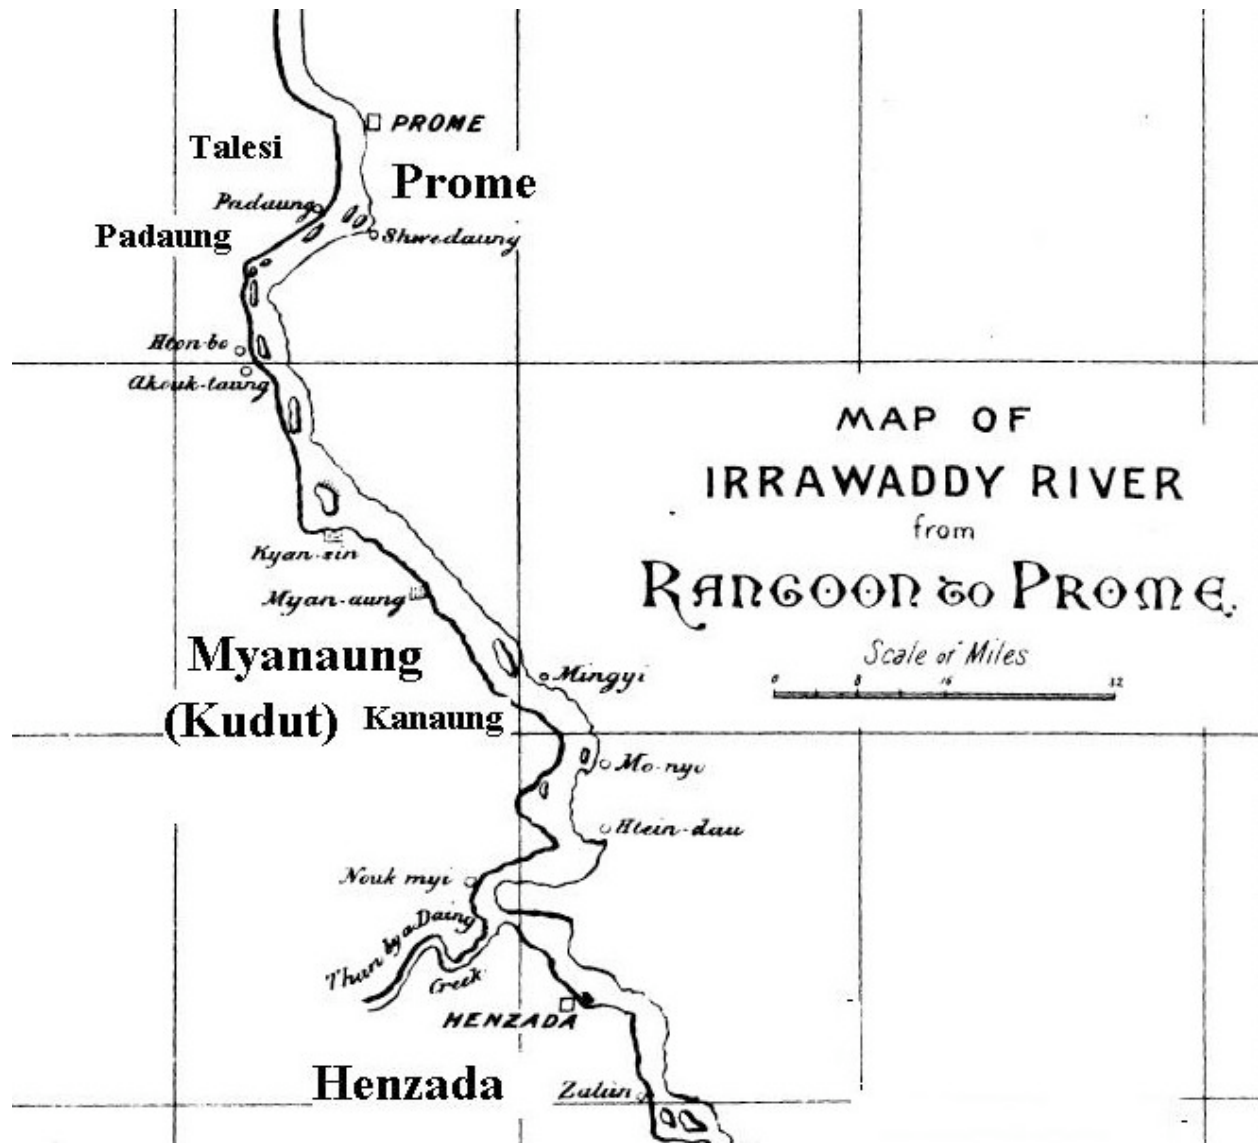 PROME
Talesi
Prome
Padaung
Padaung
Shwedaung
Hton-bo
Akouk-taung
MAP OF
IRRAWADDY RIVER
from
RANGOON to PROME.
Scale of Miles
0 8 16 32
Kyan-zin
Myan-aung
Myanaung
Mingyi
(Kudut) Kanaung
Mo-nyo
Htein-dau
Nouk myi
Than bya Daing
Creek
HENZADA
Henzada
Zalun